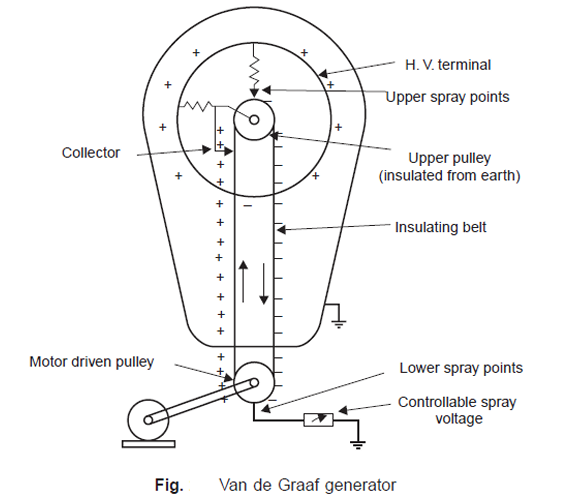 H. V. terminal
Upper spray points
Collector
Upper pulley
(insulated from earth)
Insulating belt
Motor driven pulley
Lower spray points
Controllable spray
voltage
Fig. Van de Graaf generator